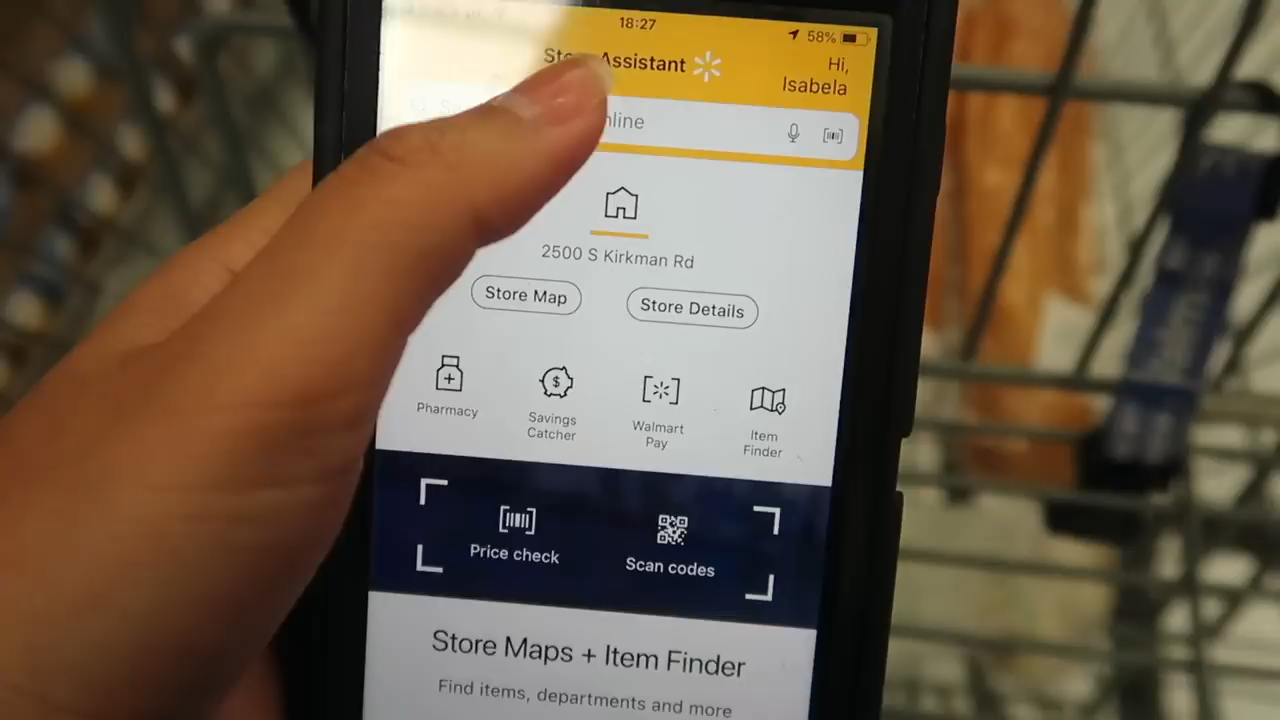 18:27
58%
Assistant
Hi,
Isabela
2500 S Kirkman Rd
Store Map
Store Details
Pharmacy
Savings
Catcher
Walmart
Pay
Item
Finder
Price check
Scan codes
Store Maps + Item Finder
Find items, departments and more